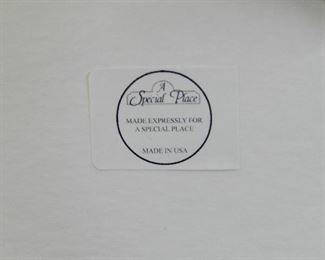 A
Special Place
MADE EXPRESSLY FOR
A SPECIAL PLACE
MADE IN USA